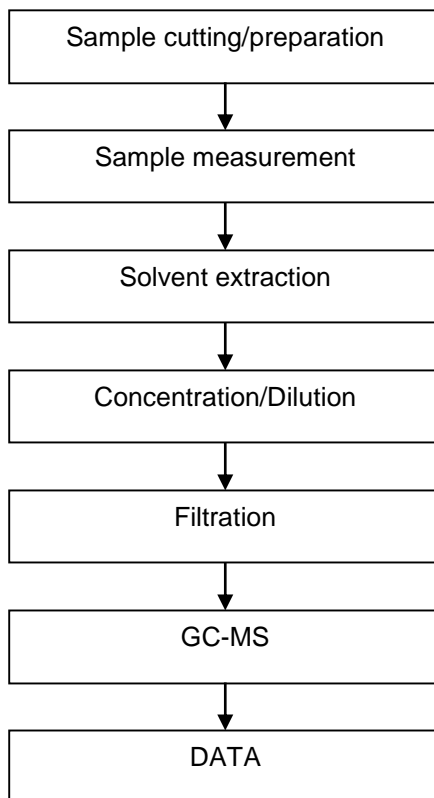 Sample cutting/preparation
Sample measurement
Solvent extraction
Concentration/Dilution
Filtration
GC-MS
DATA